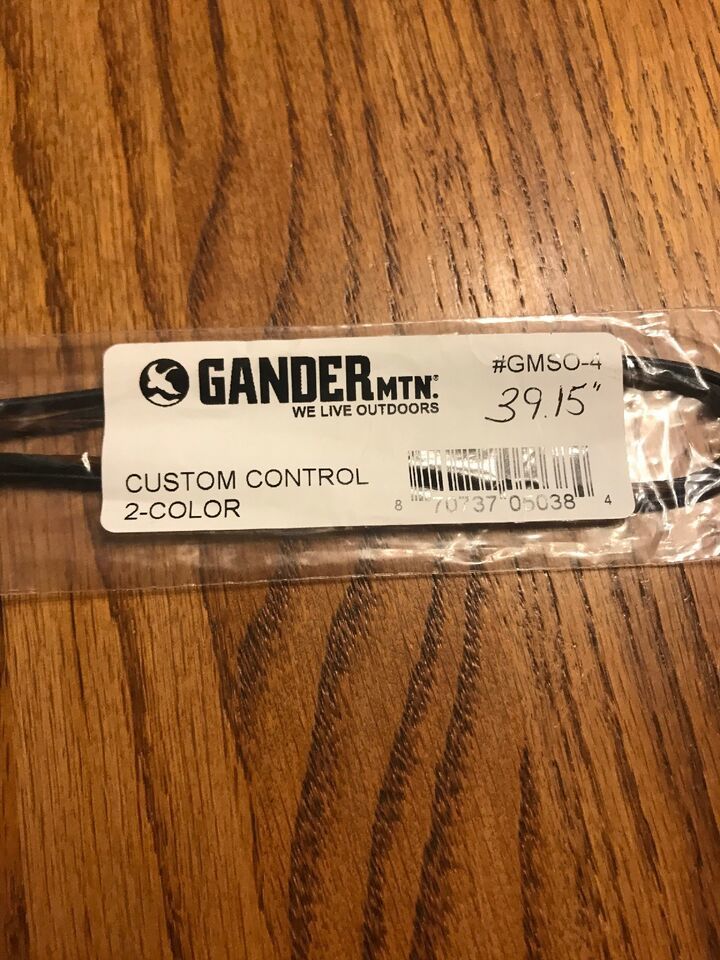 GANDER MTN.®
WE LIVE OUTDOORS
#GMSO-4
39.15"
CUSTOM CONTROL
2-COLOR
8 70737 05038 4